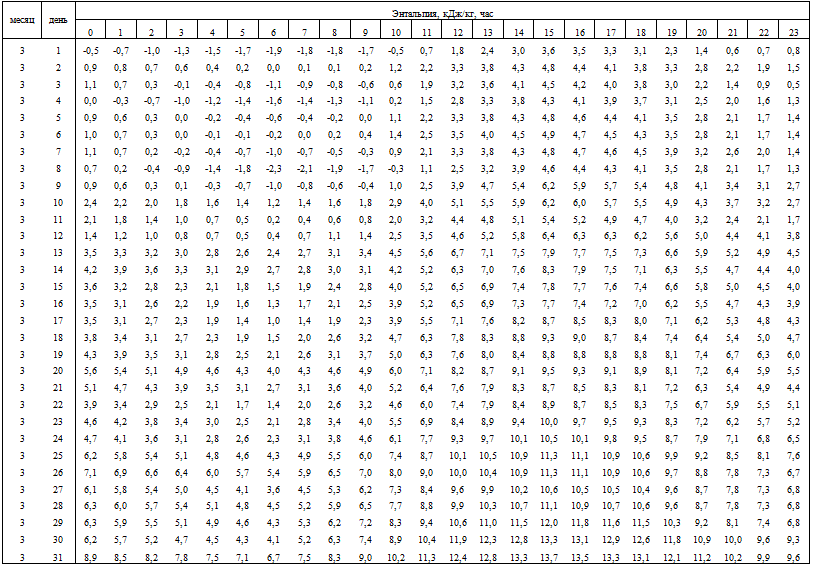 месяц день Энтальпия, кДж/кг, час
0 1 2 3 4 5 6 7 8 9 10 11 12 13 14 15 16 17 18 19 20 21 22 23
3 1 -0,5 -0,7 -1,0 -1,3 -1,5 -1,7 -1,9 -1,8 -1,8 -1,7 -0,5 0,7 1,8 2,4 3,0 3,6 3,5 3,3 3,1 2,3 1,4 0,6 0,7 0,8
3 2 0,9 0,8 0,7 0,6 0,4 0,2 0,0 0,1 0,1 0,2 1,2 2,2 3,3 3,8 4,3 4,8 4,4 4,1 3,8 3,3 2,8 2,2 1,9 1,5
3 3 1,1 0,7 0,3 -0,1 -0,4 -0,8 -1,1 -0,9 -0,8 -0,6 0,6 1,9 3,2 3,6 4,1 4,5 4,2 4,0 3,8 3,0 2,2 1,4 0,9 0,5
3 4 0,0 -0,3 -0,7 -1,0 -1,2 -1,4 -1,6 -1,4 -1,3 -1,1 0,2 1,5 2,8 3,3 3,8 4,3 4,1 3,9 3,7 3,1 2,5 2,0 1,6 1,3
3 5 0,9 0,6 0,3 0,0 -0,2 -0,4 -0,6 -0,4 -0,2 0,0 1,1 2,2 3,3 3,8 4,3 4,8 4,6 4,4 4,1 3,5 2,8 2,1 1,7 1,4
3 6 1,0 0,7 0,3 0,0 -0,1 -0,1 -0,2 0,0 0,2 0,4 1,4 2,5 3,5 4,0 4,5 4,9 4,7 4,5 4,3 3,5 2,8 2,1 1,7 1,4
3 7 1,1 0,7 0,2 -0,2 -0,4 -0,7 -1,0 -0,7 -0,5 -0,3 0,9 2,1 3,3 3,8 4,3 4,8 4,7 4,6 4,5 3,9 3,2 2,6 2,0 1,4
3 8 0,7 0,2 -0,4 -0,9 -1,4 -1,8 -2,3 -2,1 -1,9 -1,7 -0,3 1,1 2,5 3,2 3,9 4,6 4,4 4,3 4,1 3,5 2,8 2,1 1,7 1,3
3 9 0,9 0,6 0,3 0,1 -0,3 -0,7 -1,0 -0,8 -0,6 -0,4 1,0 2,5 3,9 4,7 5,4 6,2 5,9 5,7 5,4 4,8 4,1 3,4 3,1 2,7
3 10 2,4 2,2 2,0 1,8 1,6 1,4 1,2 1,4 1,6 1,8 2,9 4,0 5,1 5,5 5,9 6,2 6,0 5,7 5,5 4,9 4,3 3,7 3,2 2,7
3 11 2,1 1,8 1,4 1,0 0,7 0,5 0,2 0,4 0,6 0,8 2,0 3,2 4,4 4,8 5,1 5,4 5,2 4,9 4,7 4,0 3,2 2,4 2,1 1,7
3 12 1,4 1,2 1,0 0,8 0,7 0,5 0,4 0,7 1,1 1,4 2,5 3,5 4,6 5,2 5,8 6,4 6,3 6,3 6,2 5,6 5,0 4,4 4,1 3,8
3 13 3,5 3,3 3,2 3,0 2,8 2,6 2,4 2,7 3,1 3,4 4,5 5,6 6,7 7,1 7,5 7,9 7,7 7,5 7,3 6,6 5,9 5,2 4,9 4,5
3 14 4,2 3,9 3,6 3,3 3,1 2,9 2,7 2,8 3,0 3,1 4,2 5,2 6,3 7,0 7,6 8,3 7,9 7,5 7,1 6,3 5,5 4,7 4,4 4,0
3 15 3,6 3,2 2,8 2,3 2,1 1,8 1,5 1,9 2,4 2,8 4,0 5,2 6,5 6,9 7,4 7,8 7,7 7,6 7,4 6,6 5,8 5,0 4,5 4,0
3 16 3,5 3,1 2,6 2,2 1,9 1,6 1,3 1,7 2,1 2,5 3,9 5,2 6,5 6,9 7,3 7,7 7,4 7,2 7,0 6,2 5,5 4,7 4,3 3,9
3 17 3,5 3,1 2,7 2,3 1,9 1,4 1,0 1,4 1,9 2,3 3,9 5,5 7,1 7,6 8,2 8,7 8,5 8,3 8,0 7,1 6,2 5,3 4,8 4,3
3 18 3,8 3,4 3,1 2,7 2,3 1,9 1,5 2,0 2,6 3,2 4,7 6,3 7,8 8,3 8,8 9,3 9,0 8,7 8,4 7,4 6,4 5,4 5,0 4,7
3 19 4,3 3,9 3,5 3,1 2,8 2,5 2,1 2,6 3,1 3,7 5,0 6,3 7,6 8,0 8,4 8,8 8,8 8,8 8,8 8,1 7,4 6,7 6,3 6,0
3 20 5,6 5,4 5,1 4,9 4,6 4,3 4,0 4,3 4,6 4,9 6,0 7,1 8,2 8,7 9,1 9,5 9,3 9,1 8,9 8,1 7,2 6,4 5,9 5,5
3 21 5,1 4,7 4,3 3,9 3,5 3,1 2,7 3,1 3,6 4,0 5,2 6,4 7,6 7,9 8,3 8,7 8,5 8,3 8,1 7,2 6,3 5,4 4,9 4,4
3 22 3,9 3,4 2,9 2,5 2,1 1,7 1,4 2,0 2,6 3,2 4,6 6,0 7,4 7,9 8,4 8,9 8,7 8,5 8,3 7,5 6,7 5,9 5,5 5,1
3 23 4,6 4,2 3,8 3,4 3,0 2,5 2,1 2,8 3,4 4,0 5,5 6,9 8,4 8,9 9,4 10,0 9,7 9,5 9,3 8,3 7,2 6,2 5,7 5,2
3 24 4,7 4,1 3,6 3,1 2,8 2,6 2,3 3,1 3,8 4,6 6,1 7,7 9,3 9,7 10,1 10,5 10,1 9,8 9,5 8,7 7,9 7,1 6,8 6,5
3 25 6,2 5,8 5,4 5,1 4,8 4,6 4,3 4,9 5,5 6,0 7,4 8,7 10,1 10,5 10,9 11,3 11,1 10,9 10,6 9,9 9,2 8,5 8,1 7,6
3 26 7,1 6,9 6,6 6,4 6,0 5,7 5,4 5,9 6,5 7,0 8,0 9,0 10,0 10,4 10,9 11,3 11,1 10,9 10,6 9,7 8,8 7,8 7,3 6,7
3 27 6,1 5,8 5,4 5,0 4,5 4,1 3,6 4,5 5,3 6,2 7,3 8,4 9,6 9,9 10,2 10,6 10,5 10,5 10,4 9,6 8,7 7,8 7,3 6,8
3 28 6,3 6,0 5,7 5,4 5,1 4,8 4,5 5,2 5,9 6,5 7,7 8,8 9,9 10,3 10,7 11,1 10,9 10,7 10,6 9,6 8,7 7,8 7,3 6,8
3 29 6,3 5,9 5,5 5,1 4,9 4,6 4,3 5,3 6,2 7,2 8,3 9,4 10,6 11,0 11,5 12,0 11,8 11,6 11,5 10,3 9,2 8,1 7,4 6,8
3 30 6,2 5,7 5,2 4,7 4,5 4,3 4,1 5,2 6,3 7,4 8,9 10,4 11,9 12,3 12,8 13,3 13,1 12,9 12,6 11,8 10,9 10,0 9,6 9,3
3 31 8,9 8,5 8,2 7,8 7,5 7,1 6,7 7,5 8,3 9,0 10,2 11,3 12,4 12,8 13,3 13,7 13,5 13,3 13,1 12,1 11,2 10,2 9,9 9,6